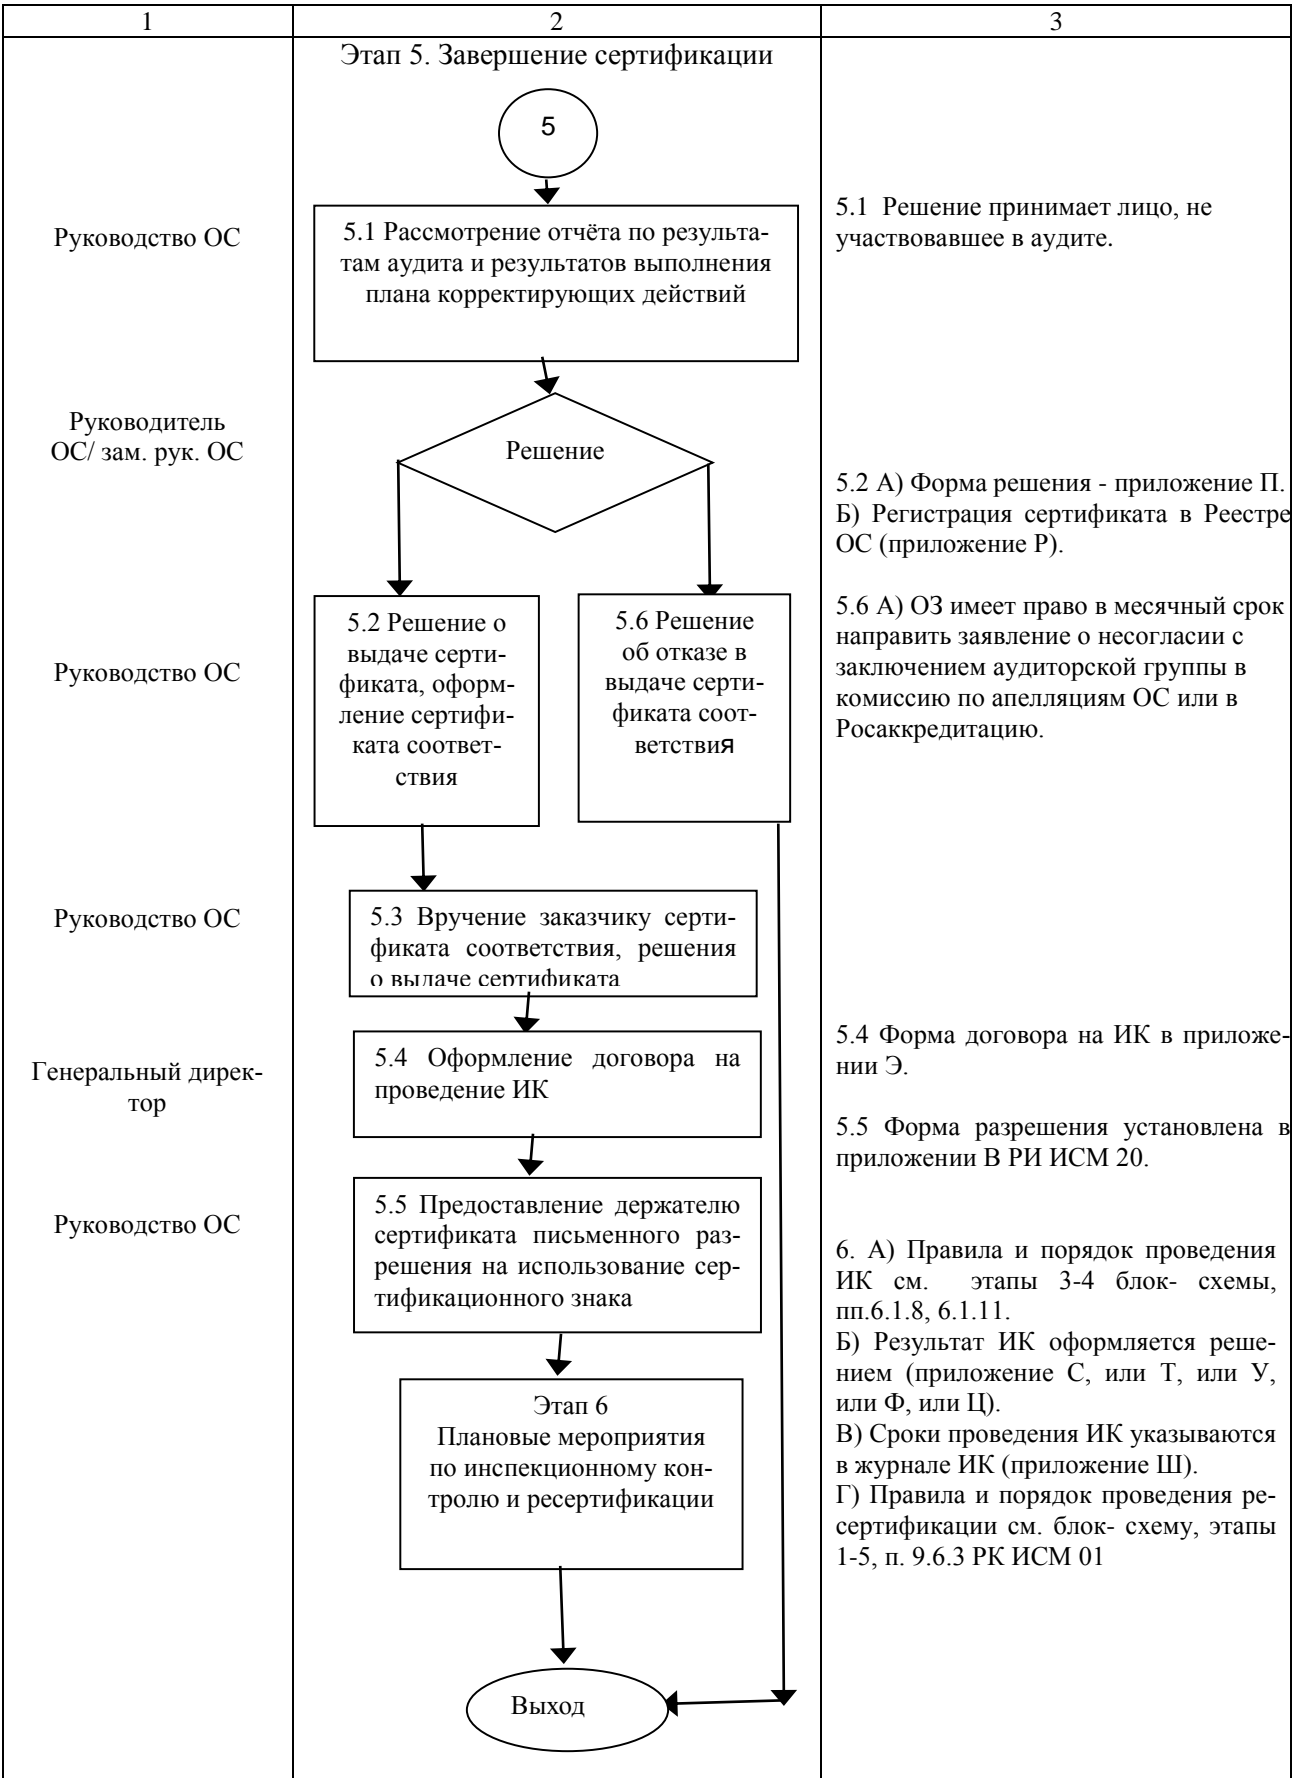 1
2
3
Этап 5. Завершение сертификации
5
Руководство ОС
5.1 Рассмотрение отчёта по результа-
там аудита и результатов выполнения
плана корректирующих действий
5.1  Решение принимает лицо, не
участвовавшее в аудите.
Руководитель
ОС/ зам. рук. ОС
Решение
5.2 А) Форма решения - приложение П.
Б) Регистрация сертификата в Реестре
ОС (приложение Р).
Руководство ОС
5.2 Решение о
выдаче серти-
фиката, оформ-
ление сертифи-
ката соответ-
ствия
5.6 Решение
об отказе в
выдаче серти-
фиката соот-
ветствия
5.6 А) ОЗ имеет право в месячный срок
направить заявление о несогласии с
заключением аудиторской группы в
комиссию по апелляциям ОС или в
Росаккредитацию.
Руководство ОС
5.3 Вручение заказчику серти-
фиката соответствия, решения
о выдаче сертификата
Генеральный дирек-
тор
5.4 Оформление договора на
проведение ИК
5.4 Форма договора на ИК в приложе-
нии Э.
5.5 Форма разрешения установлена в
приложении В РИ ИСМ 20.
Руководство ОС
5.5 Предоставление держателю
сертификата письменного раз-
решения на использование сер-
тификационного знака
Этап 6
Плановые мероприятия
по инспекционному кон-
тролю и ресертификации
6. А) Правила и порядок проведения
ИК см. этапы 3-4 блок- схемы,
пп.6.1.8, 6.1.11.
Б) Результат ИК оформляется реше-
нием (приложение С, или Т, или У,
или Ф, или Ц).
В) Сроки проведения ИК указываются
в журнале ИК (приложение Ш).
Г) Правила и порядок проведения ре-
сертификации см. блок- схему, этапы
1-5, п. 9.6.3 РК ИСМ 01
Выход